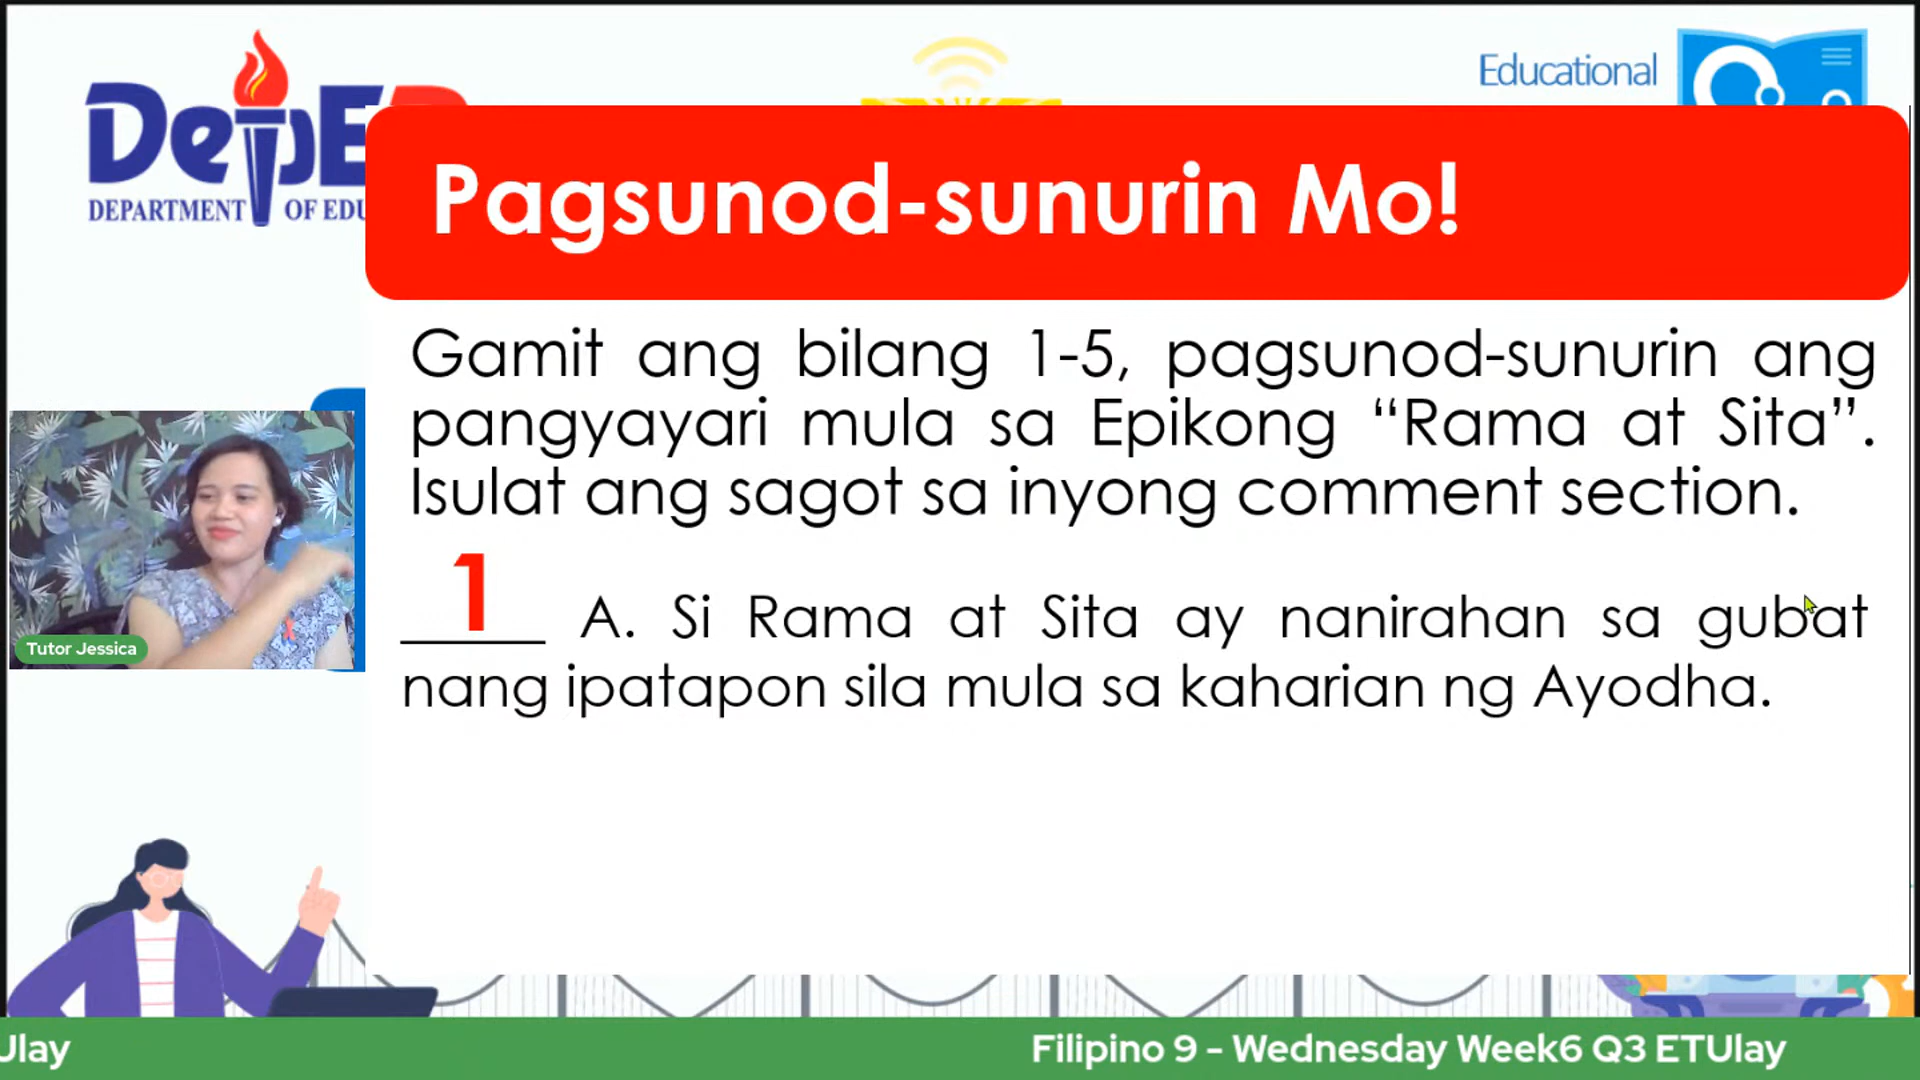 DepE
DEPARTMENT OF EDU
Educational
Pagsunod-sunurin Mo!
Gamit ang bilang 1-5, pagsunod-sunurin ang
pangyayari mula sa Epikong “Rama at Sita”.
Isulat ang sagot sa inyong comment section.
1 A. Si Rama at Sita ay nanirahan sa gubat
nang ipatapon sila mula sa kaharian ng Ayodha.
Tutor Jessica
Ulay
Filipino 9 - Wednesday Week6 Q3 ETUlay